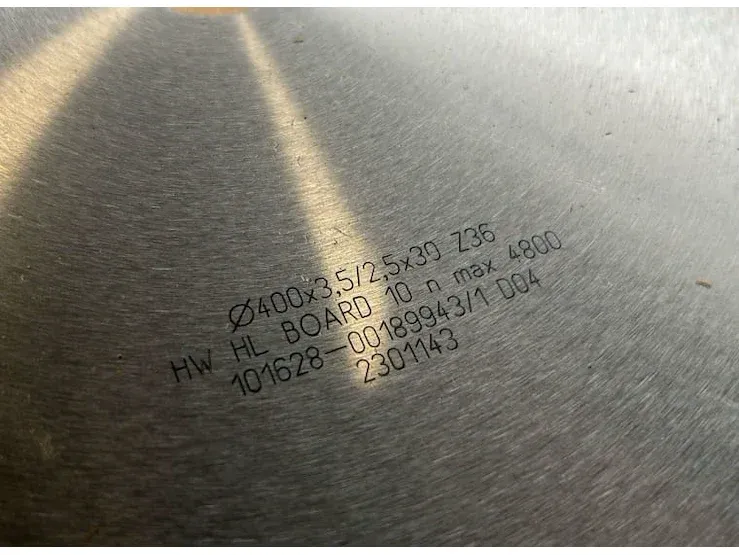 Ø400x3,5/2,5x30 Z36
HW HL BOARD 10 n max 4800
101628-00189943/1 D04
2301143